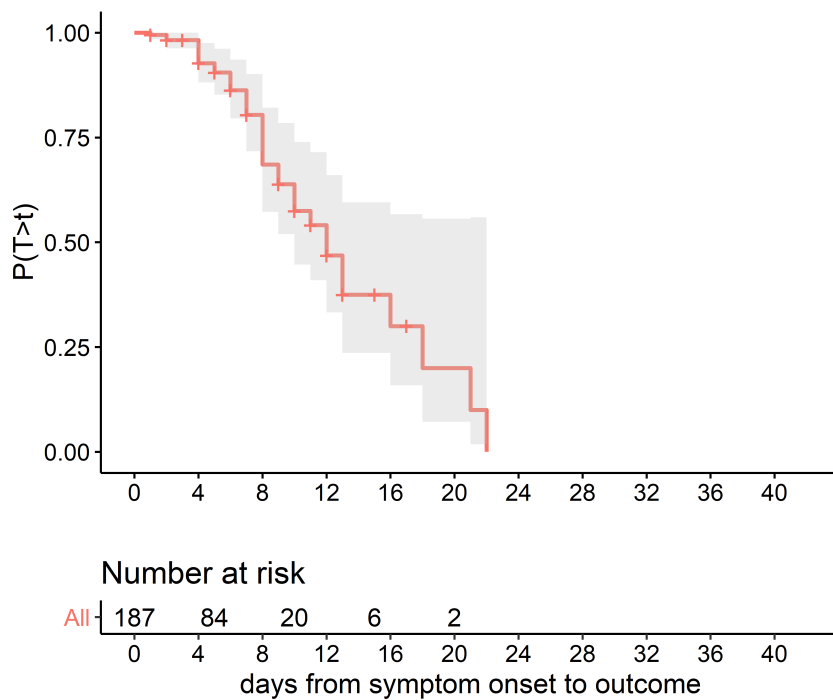 P(T>t)
1.00
0.75
0.50
0.25
0.00
0 4 8 12 16 20 24 28 32 36 40
Number at risk
All 187 84 20 6 2
0 4 8 12 16 20 24 28 32 36 40
days from symptom onset to outcome